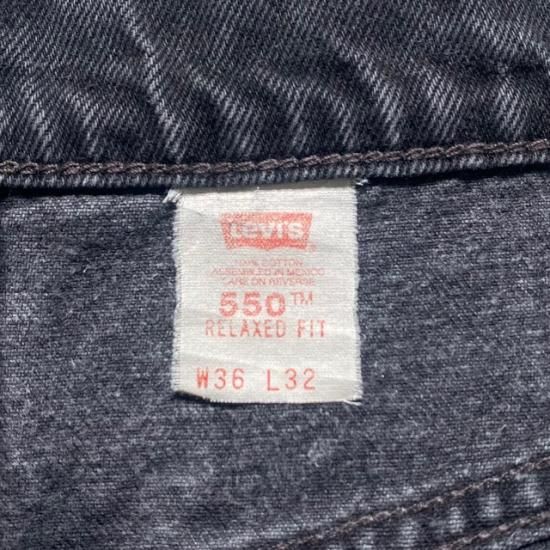 LEVI'S®
100% COTTON
ASSEMBLED IN MEXICO
CARE ON REVERSE
550™
RELAXED FIT
W36 L32